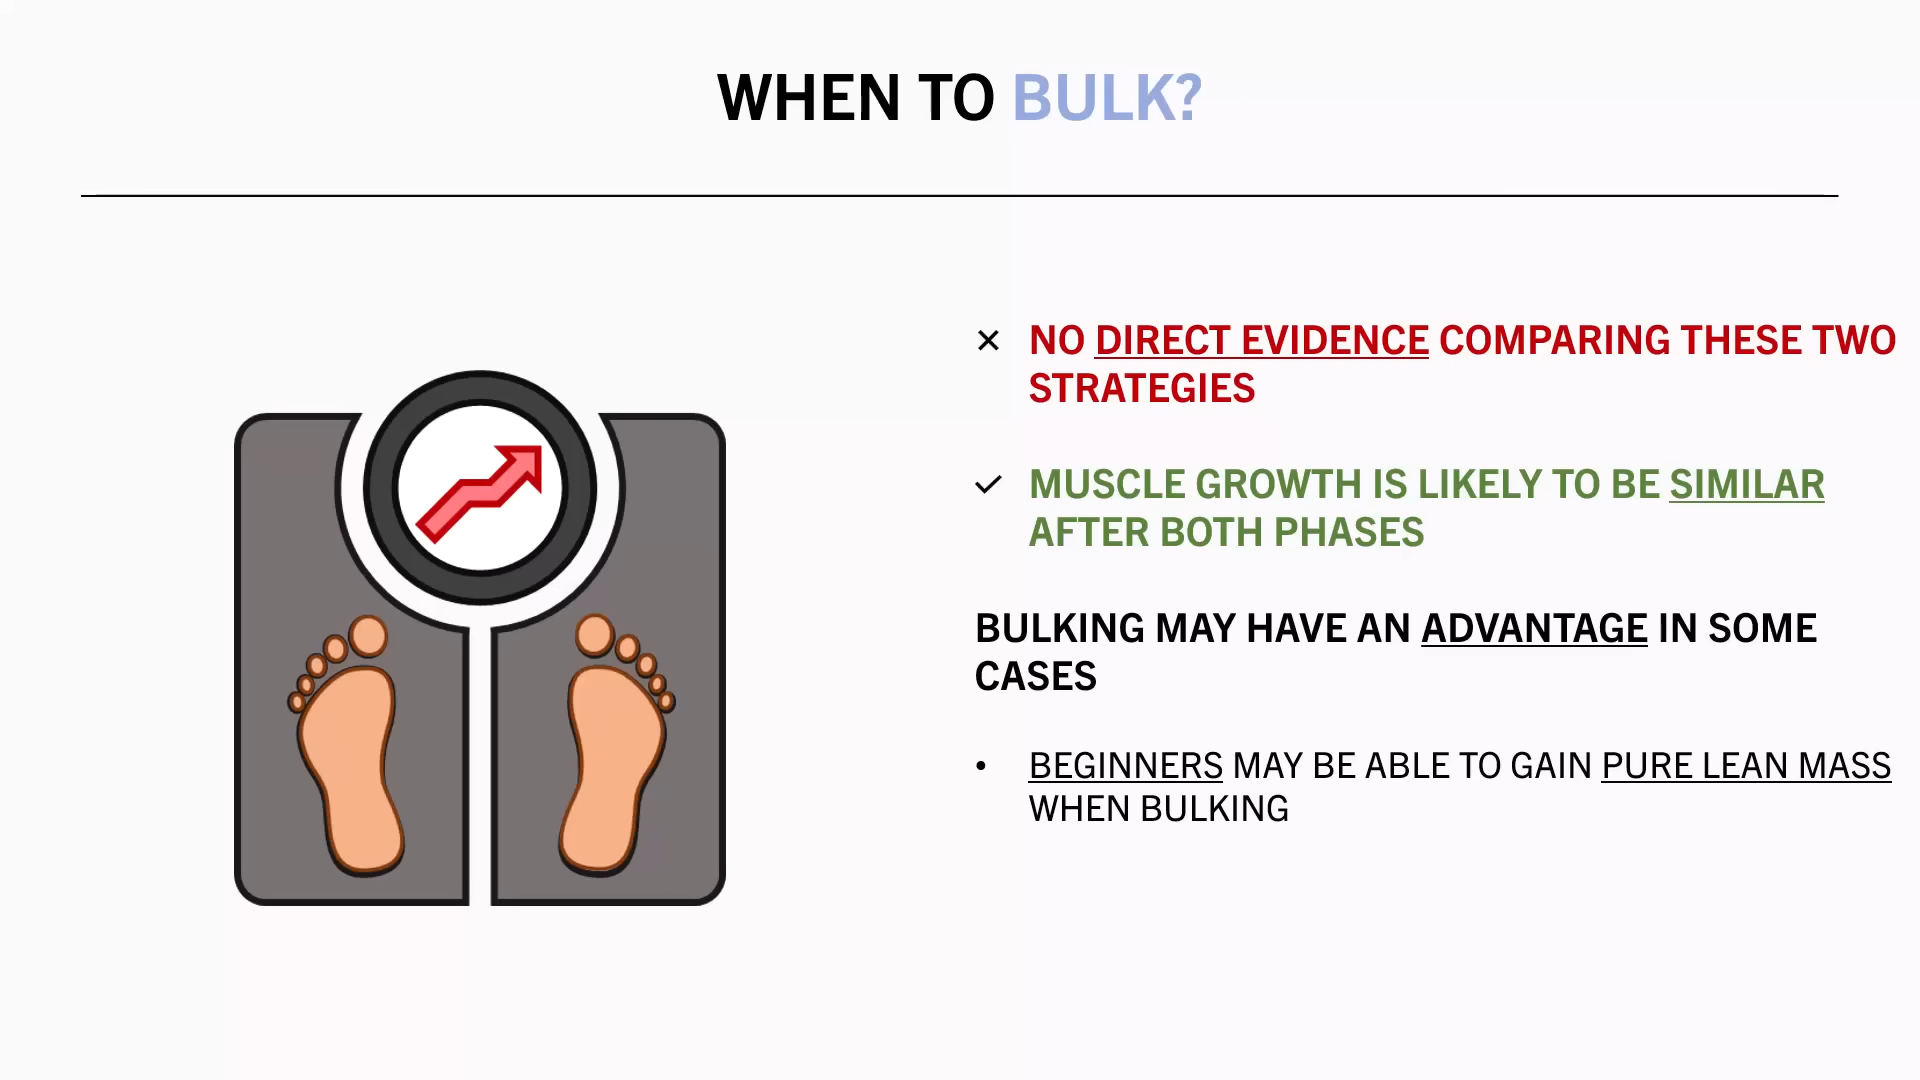 WHEN TO BULK?
NO DIRECT EVIDENCE COMPARING THESE TWO
STRATEGIES
MUSCLE GROWTH IS LIKELY TO BE SIMILAR
AFTER BOTH PHASES
BULKING MAY HAVE AN ADVANTAGE IN SOME
CASES
• BEGINNERS MAY BE ABLE TO GAIN PURE LEAN MASS
WHEN BULKING